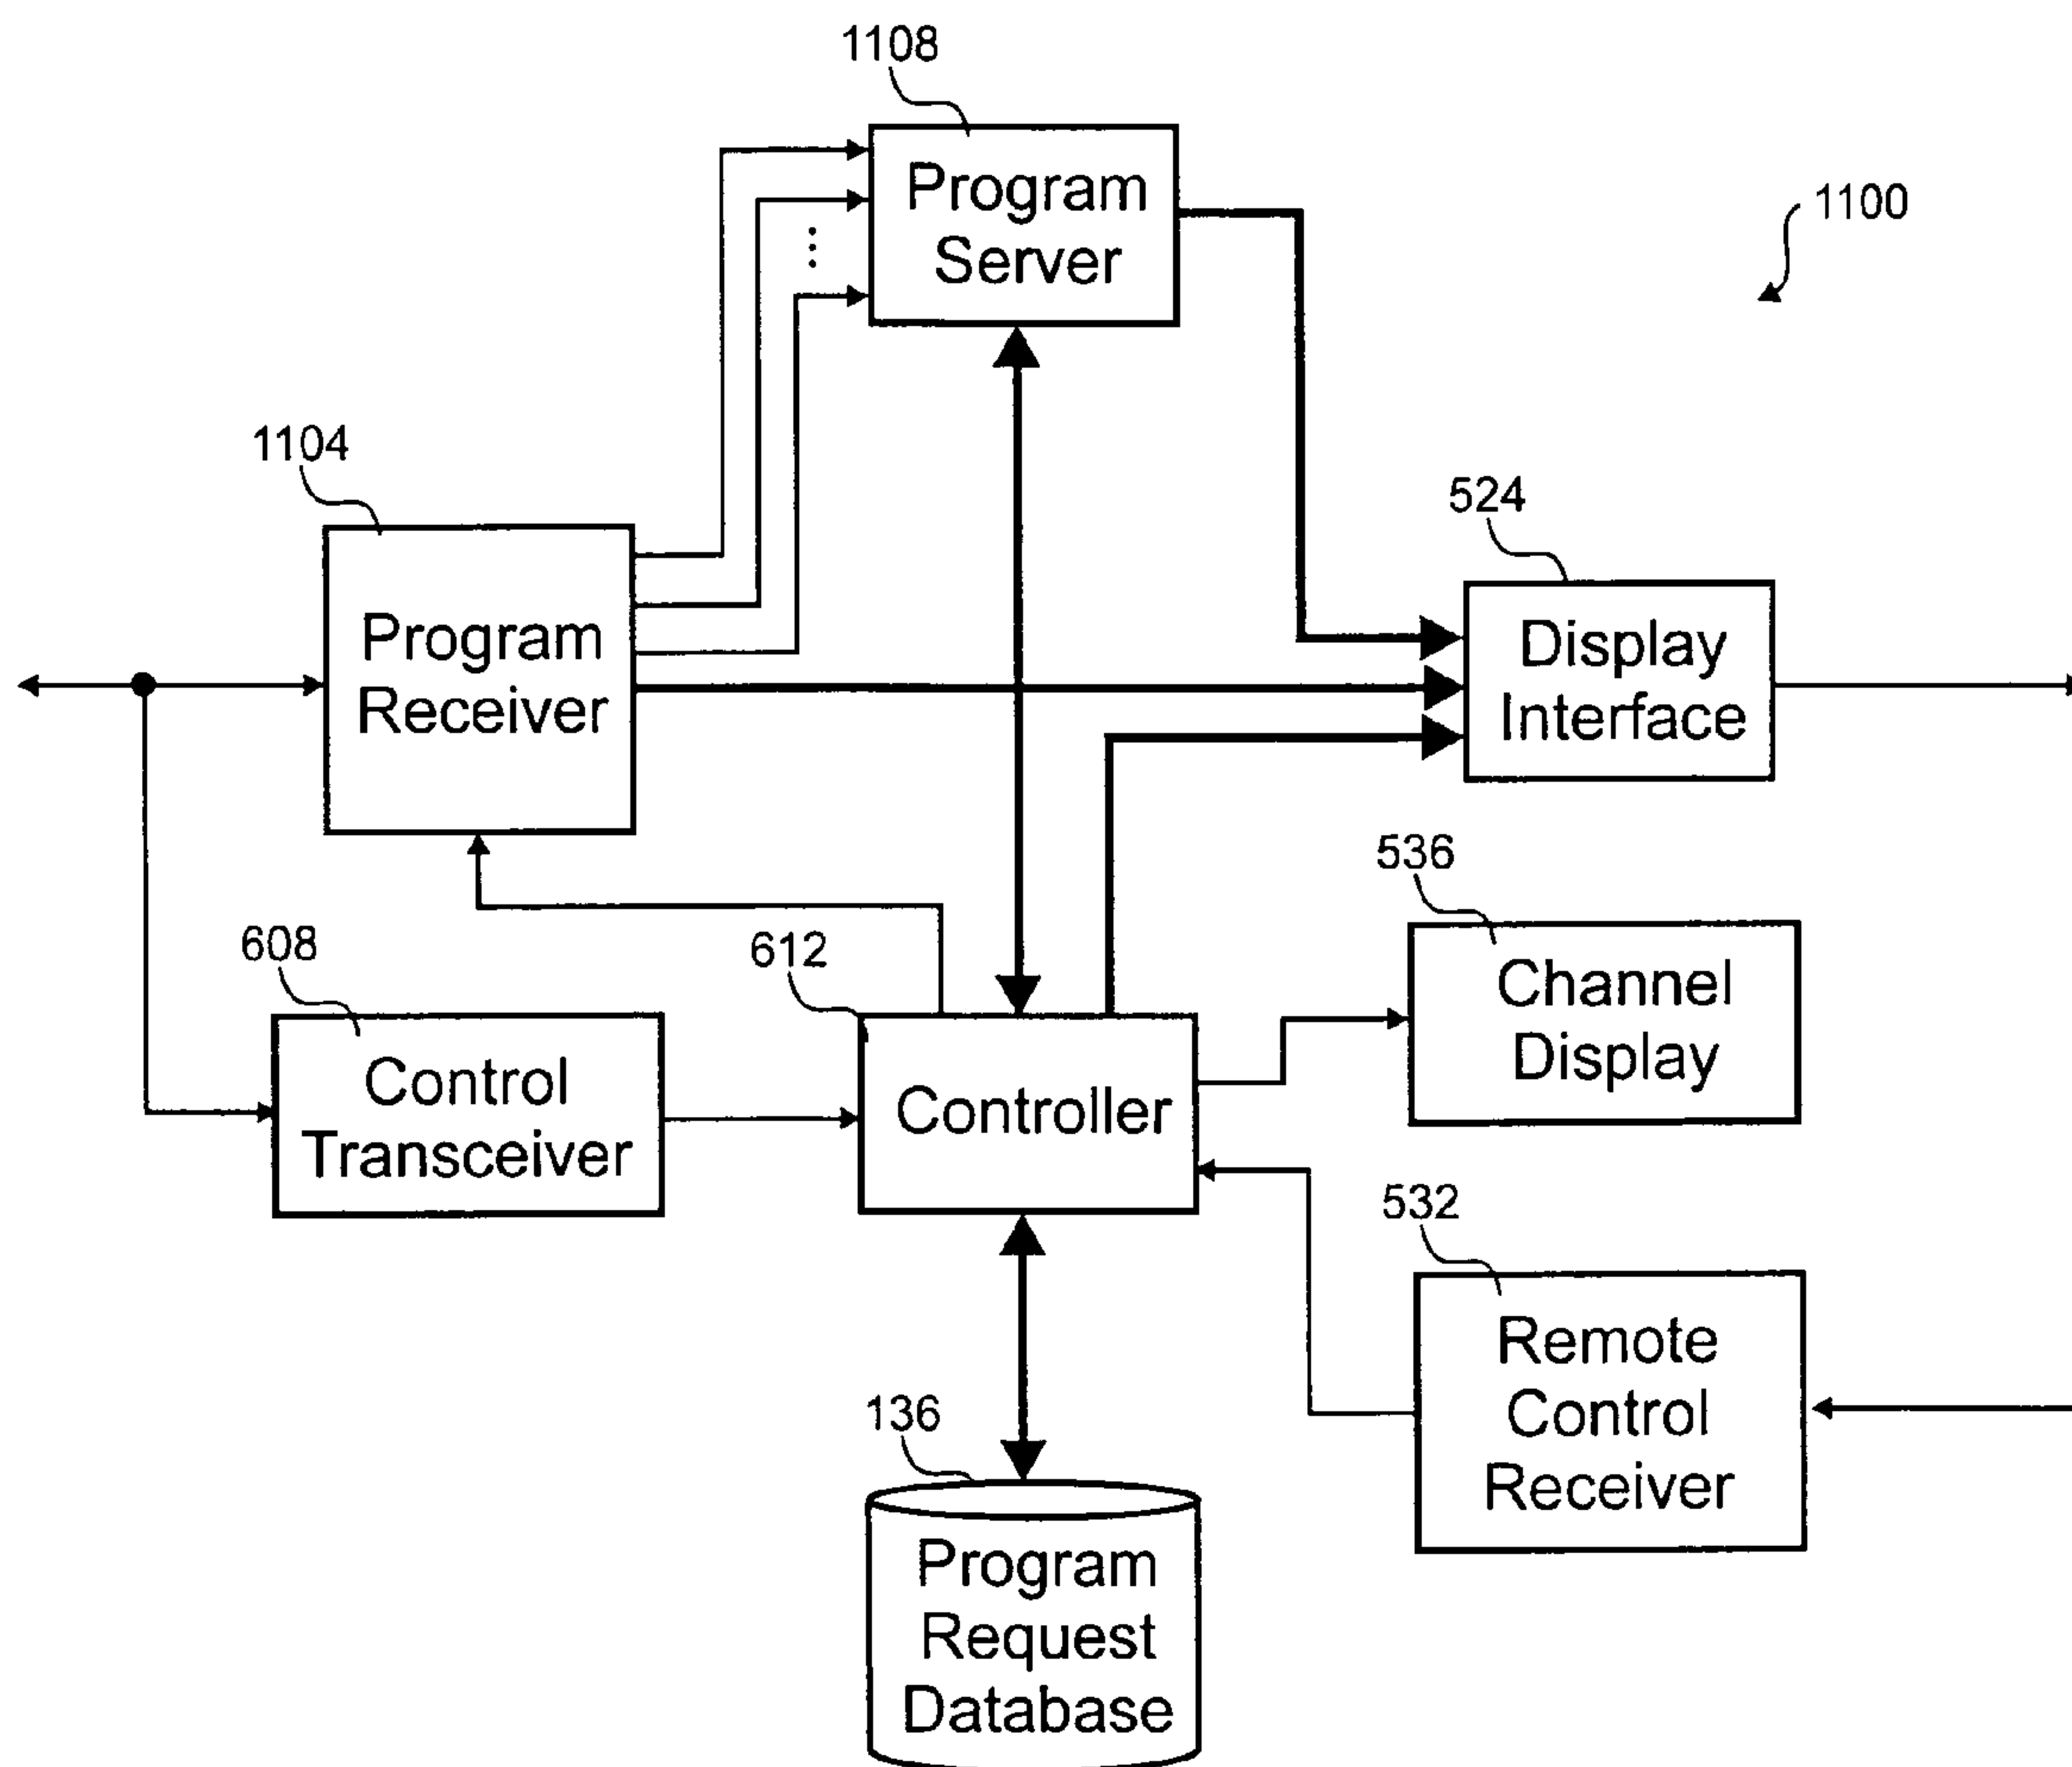 1108
Program
Server
1100
1104
Program
Receiver
524
Display
Interface
536
Channel
Display
608
Control
Transceiver
612
Controller
532
Remote
Control
Receiver
136
Program
Request
Database